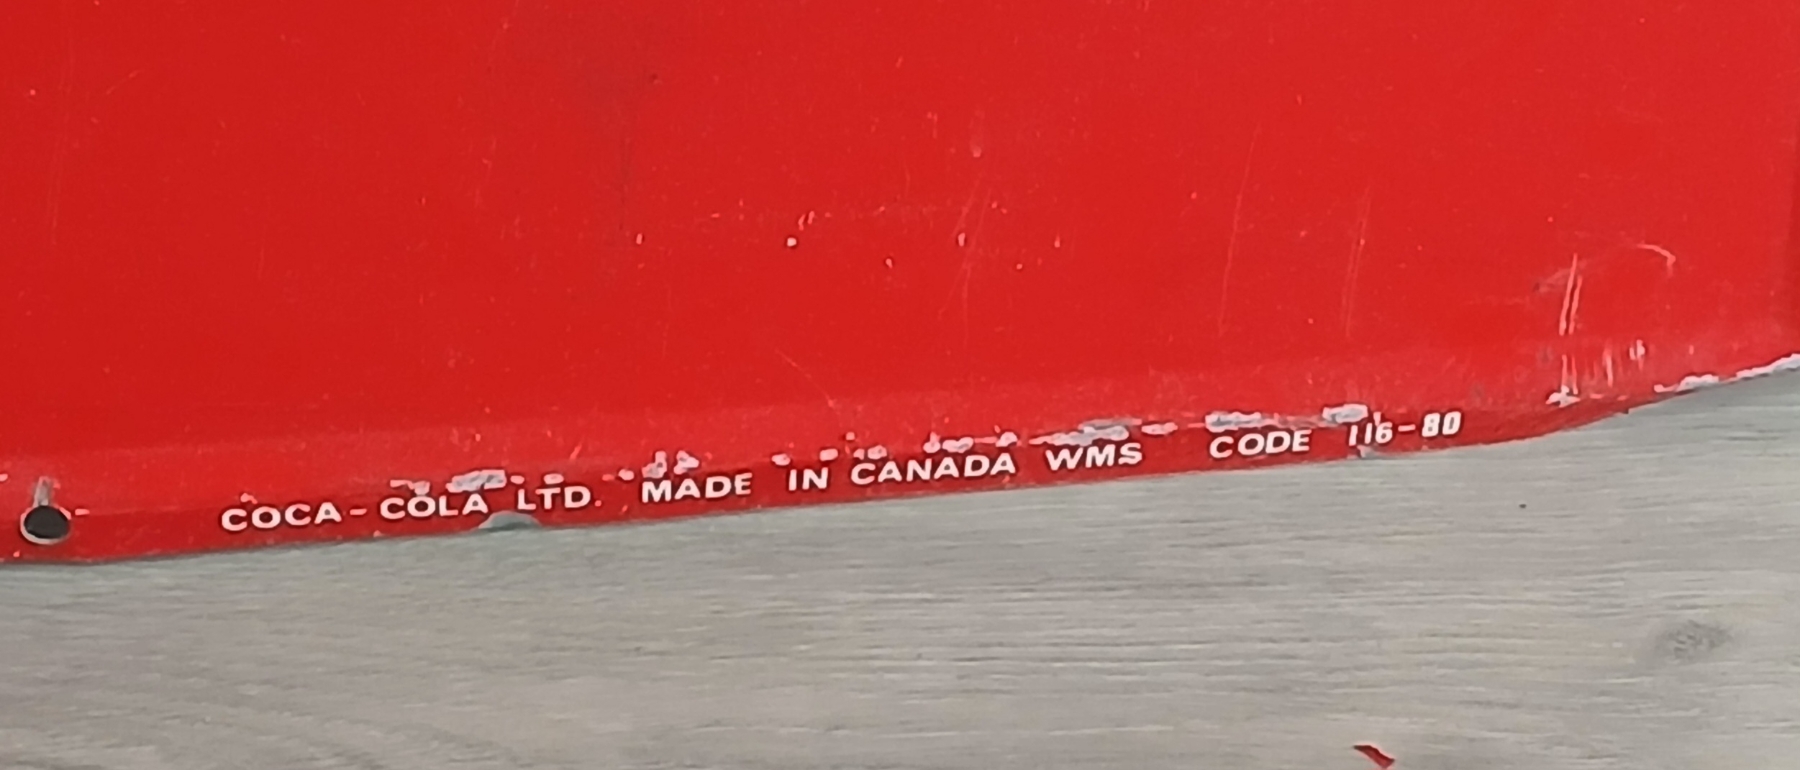 COCA-COLA LTD. MADE IN CANADA WMS CODE 116-80